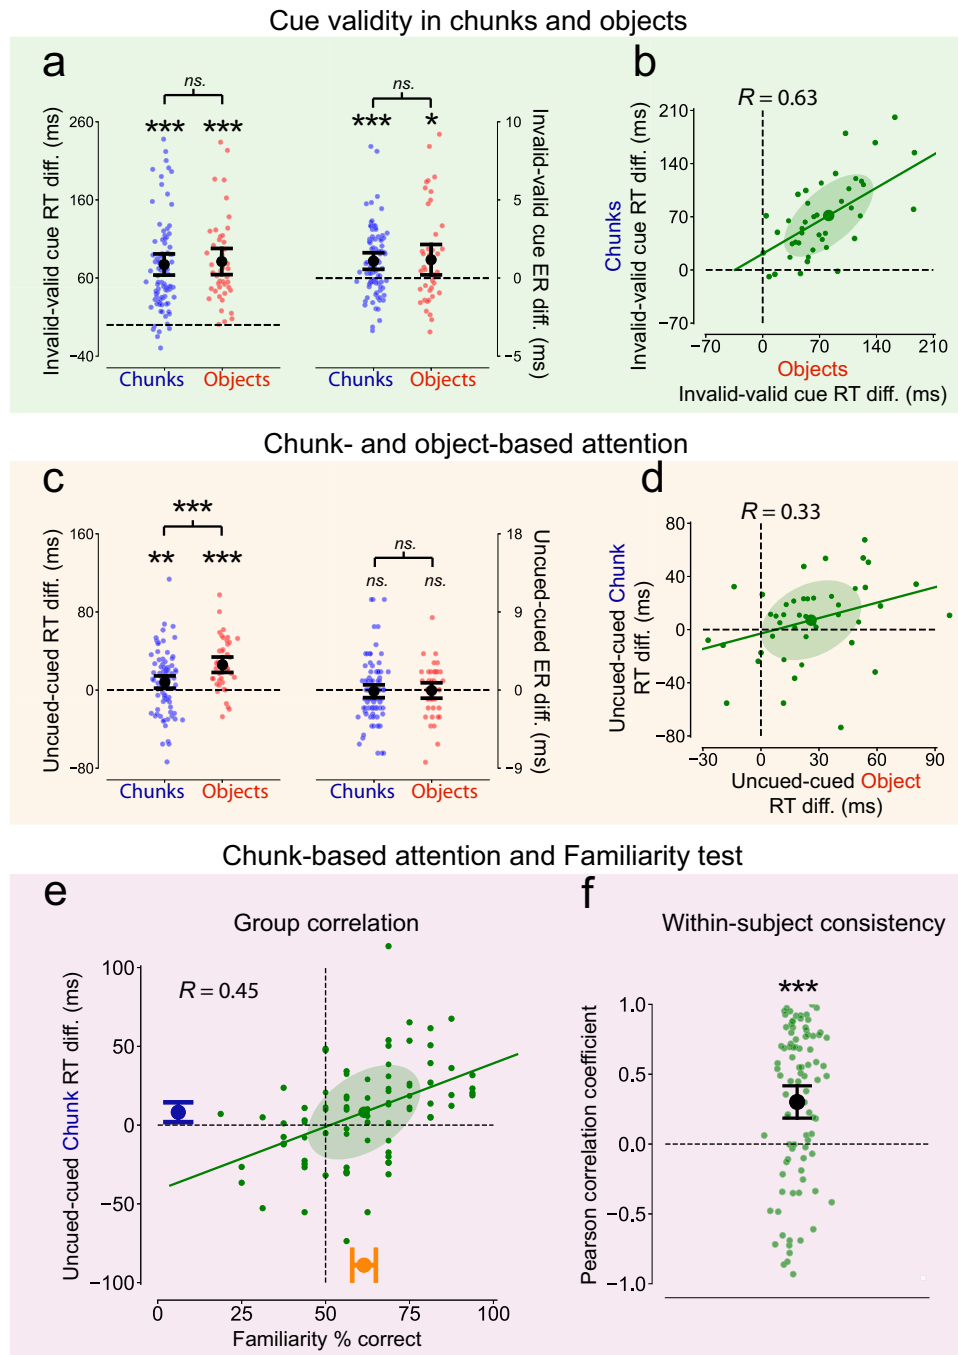 Cue validity in chunks and objects
a
b
ns.
ns.
R = 0.63
*** ***
*** *
Invalid-valid cue RT diff. (ms)
260
160
60
−40
Chunks Objects
10
5
0
−5
Invalid-valid cue ER diff. (ms)
Chunks Objects
Chunks
Invalid-valid cue RT diff. (ms)
210
140
70
0
−70
−70 0 70 140 210
Objects
Invalid-valid cue RT diff. (ms)
Chunk- and object-based attention
c
d
***
** ***
ns.
ns. ns.
R = 0.33
Uncued-cued RT diff. (ms)
160
80
0
−80
Chunks Objects
18
9
0
−9
Uncued-cued ER diff. (ms)
Chunks Objects
Uncued-cued Chunk
RT diff. (ms)
80
40
0
−40
−80
−30 0 30 60 90
Uncued-cued Object
RT diff. (ms)
Chunk-based attention and Familiarity test
e
f
Group correlation
Within-subject consistency
R = 0.45
***
Uncued-cued Chunk RT diff. (ms)
100
50
0
−50
−100
0 25 50 75 100
Familiarity % correct
Pearson correlation coefficient
1.0
0.5
0.0
−0.5
−1.0